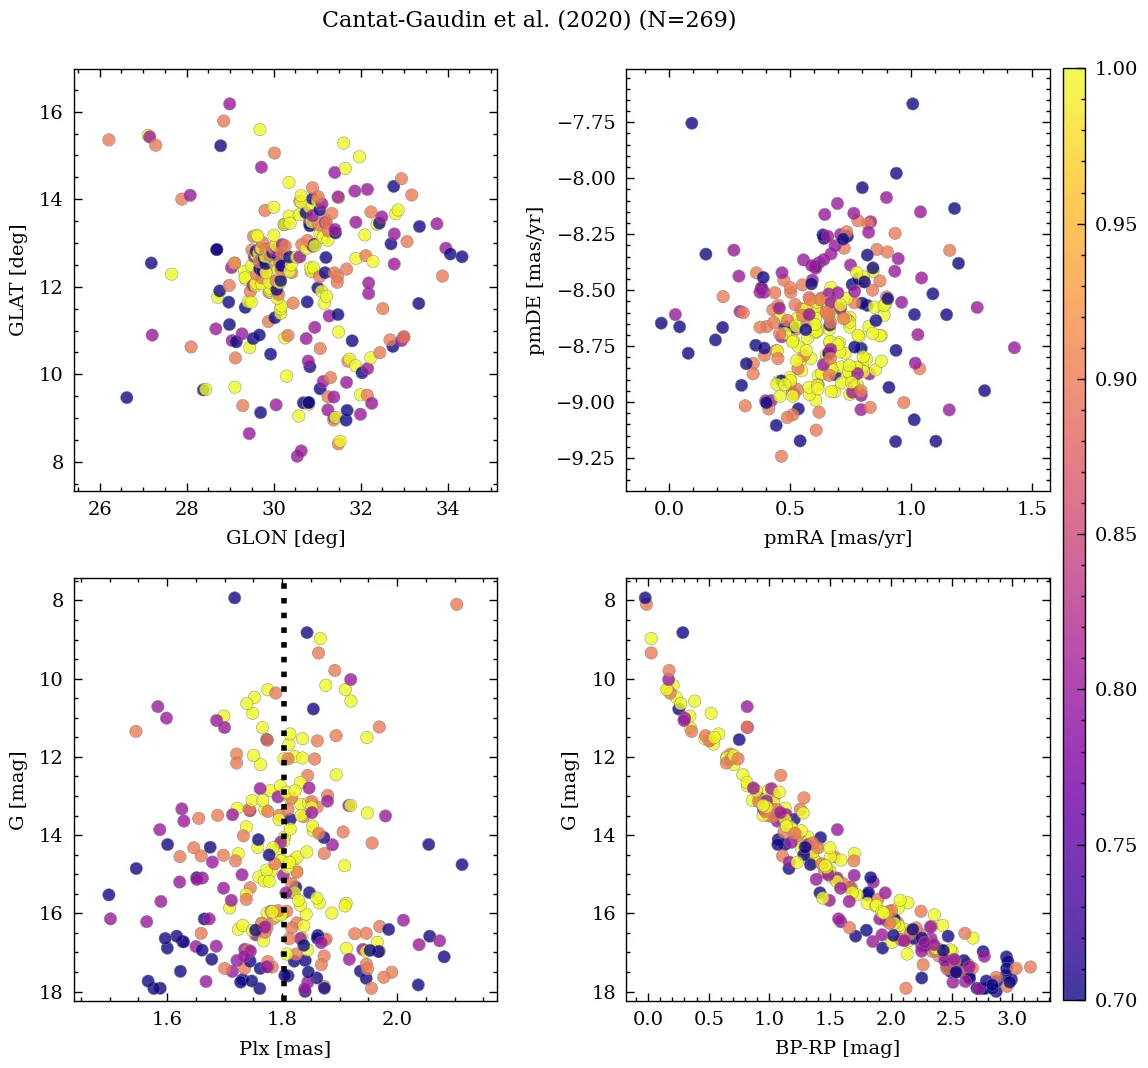 Cantat-Gaudin et al. (2020) (N=269)
16
14
12
10
8
GLAT [deg]
26 28 30 32 34
GLON [deg]
−7.75
−8.00
−8.25
−8.50
−8.75
−9.00
−9.25
pmDE [mas/yr]
0.0 0.5 1.0 1.5
pmRA [mas/yr]
1.00
0.95
0.90
0.85
0.80
0.75
0.70
8
10
12
14
16
18
G [mag]
1.6 1.8 2.0
Plx [mas]
8
10
12
14
16
18
G [mag]
0.0 0.5 1.0 1.5 2.0 2.5 3.0
BP-RP [mag]